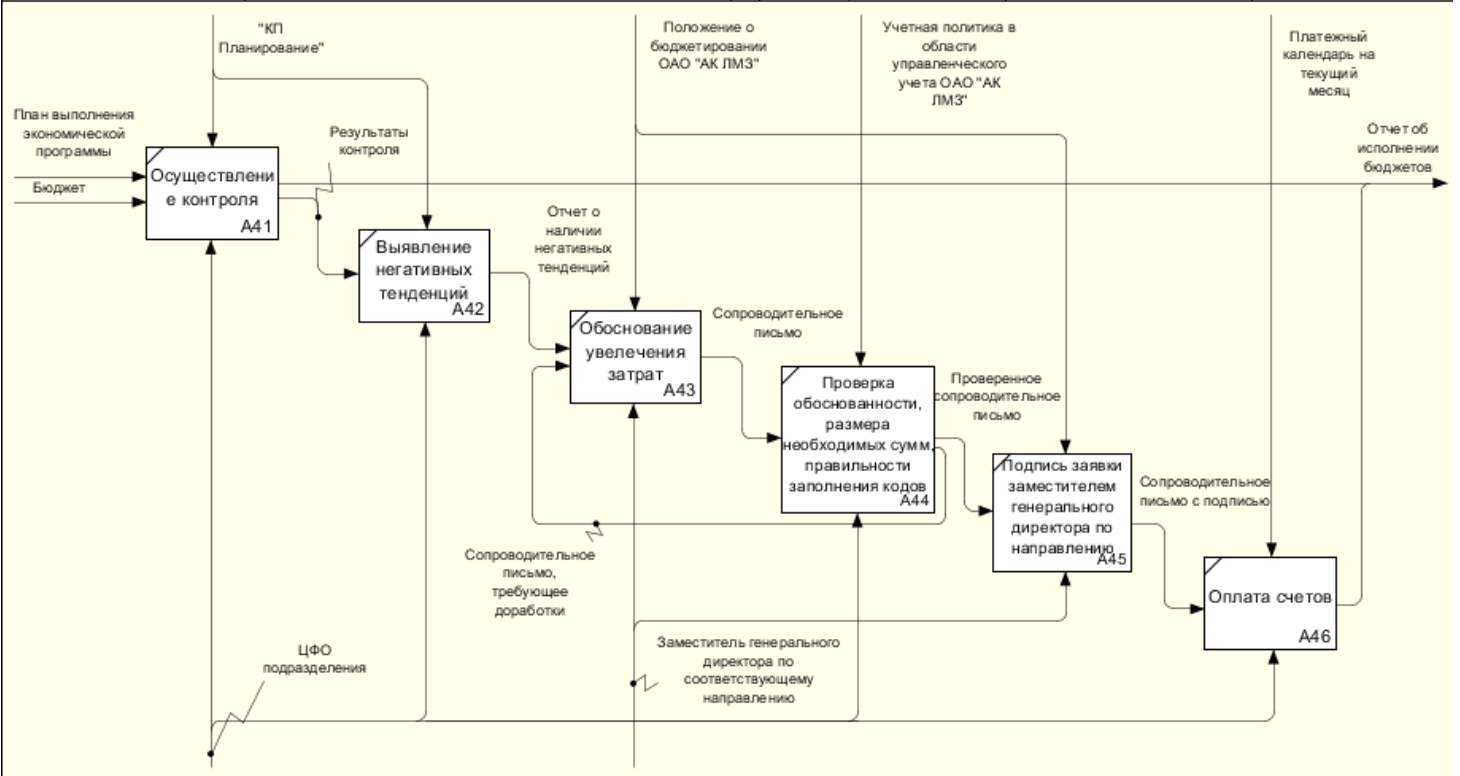 "КП
Планирование"
Положение о
бюджетировании
ОАО "АК ЛМЗ"
Учетная политика в
области
управленческого
учета ОАО "АК
ЛМЗ"
Платежный
календарь на
текущий
месяц
План выполнения
экономической
программы
Бюджет
Результаты
контроля
Отчет об
исполнении
бюджетов
Осуществлени
е контроля
A41
Выявление
негативных
тенденций
A42
Отчет о
наличии
негативных
тенденций
Обоснование
увелечения
затрат
A43
Сопроводительное
письмо
Проверка
обоснованности,
размера
необходимых сумм,
правильности
заполнения кодов
A44
Проверенное
сопроводительное
письмо
Подпись заявки
заместителем
генерального
директора по
направлению
A45
Сопроводительное
письмо с подписью
Оплата счетов
A46
Сопроводительное
письмо,
требующее
доработки
ЦФО
подразделения
Заместитель генерального
директора по
соответствующему
направлению